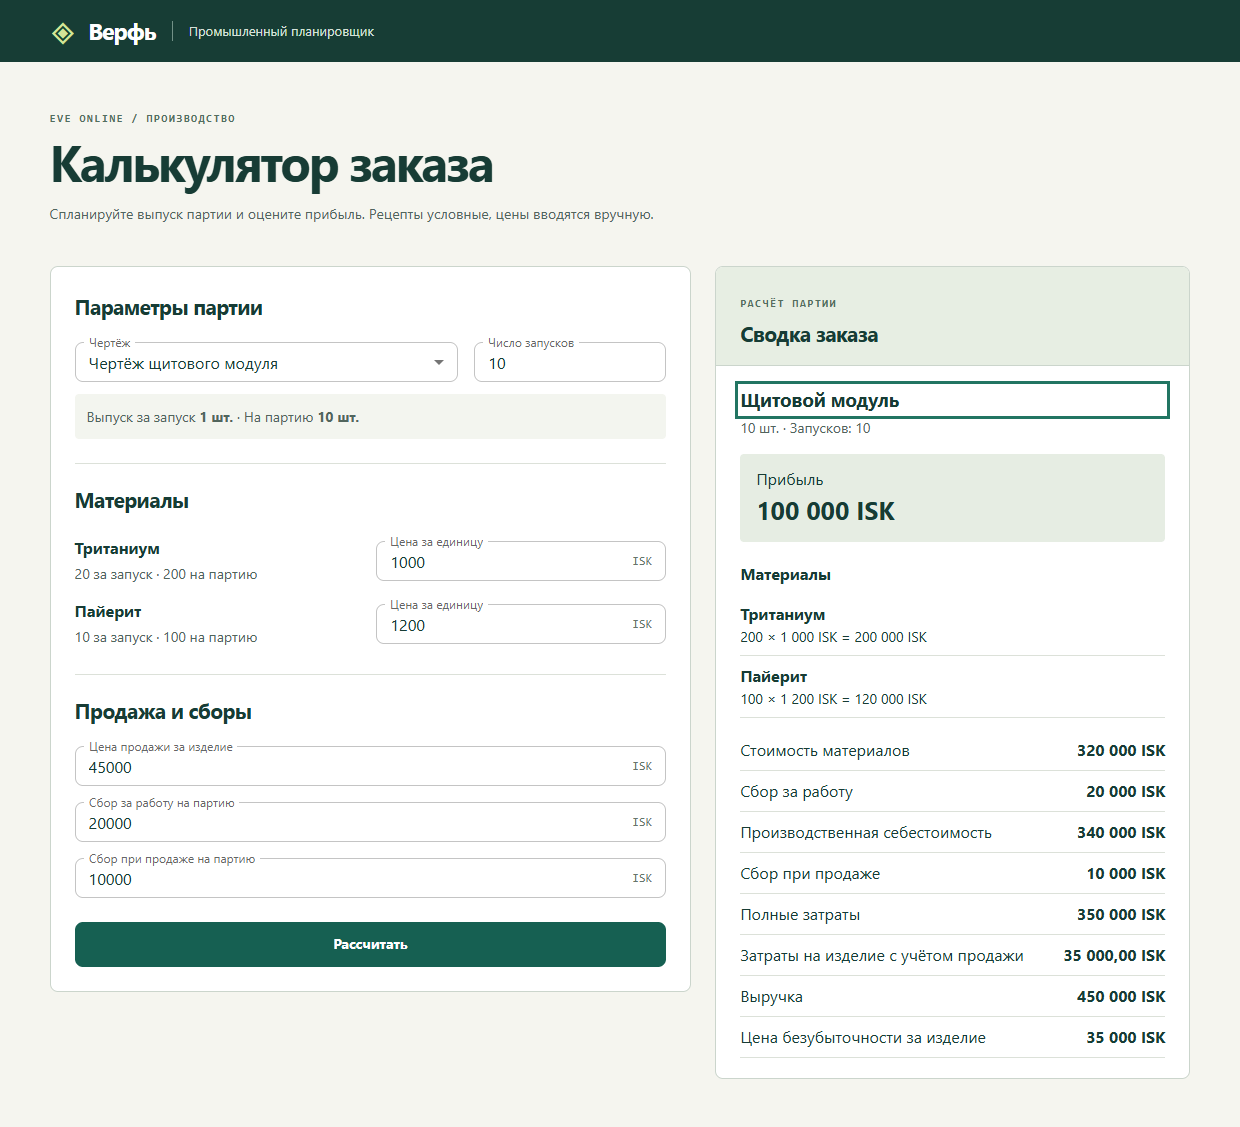 Верфь
Промышленный планировщик
EVE ONLINE / ПРОИЗВОДСТВО
Калькулятор заказа
Спланируйте выпуск партии и оцените прибыль. Рецепты условные, цены вводятся вручную.
Параметры партии
Чертёж
Чертёж щитового модуля
Число запусков
10
Выпуск за запуск 1 шт. · На партию 10 шт.
Материалы
Тританиум
20 за запуск · 200 на партию
Цена за единицу
1000 ISK
Пайерит
10 за запуск · 100 на партию
Цена за единицу
1200 ISK
Продажа и сборы
Цена продажи за изделие
45000 ISK
Сбор за работу на партию
20000 ISK
Сбор при продаже на партию
10000 ISK
Рассчитать
РАСЧЁТ ПАРТИИ
Сводка заказа
Щитовой модуль
10 шт. · Запусков: 10
Прибыль
100 000 ISK
Материалы
Тританиум
200 × 1 000 ISK = 200 000 ISK
Пайерит
100 × 1 200 ISK = 120 000 ISK
Стоимость материалов 320 000 ISK
Сбор за работу 20 000 ISK
Производственная себестоимость 340 000 ISK
Сбор при продаже 10 000 ISK
Полные затраты 350 000 ISK
Затраты на изделие с учётом продажи 35 000,00 ISK
Выручка 450 000 ISK
Цена безубыточности за изделие 35 000 ISK